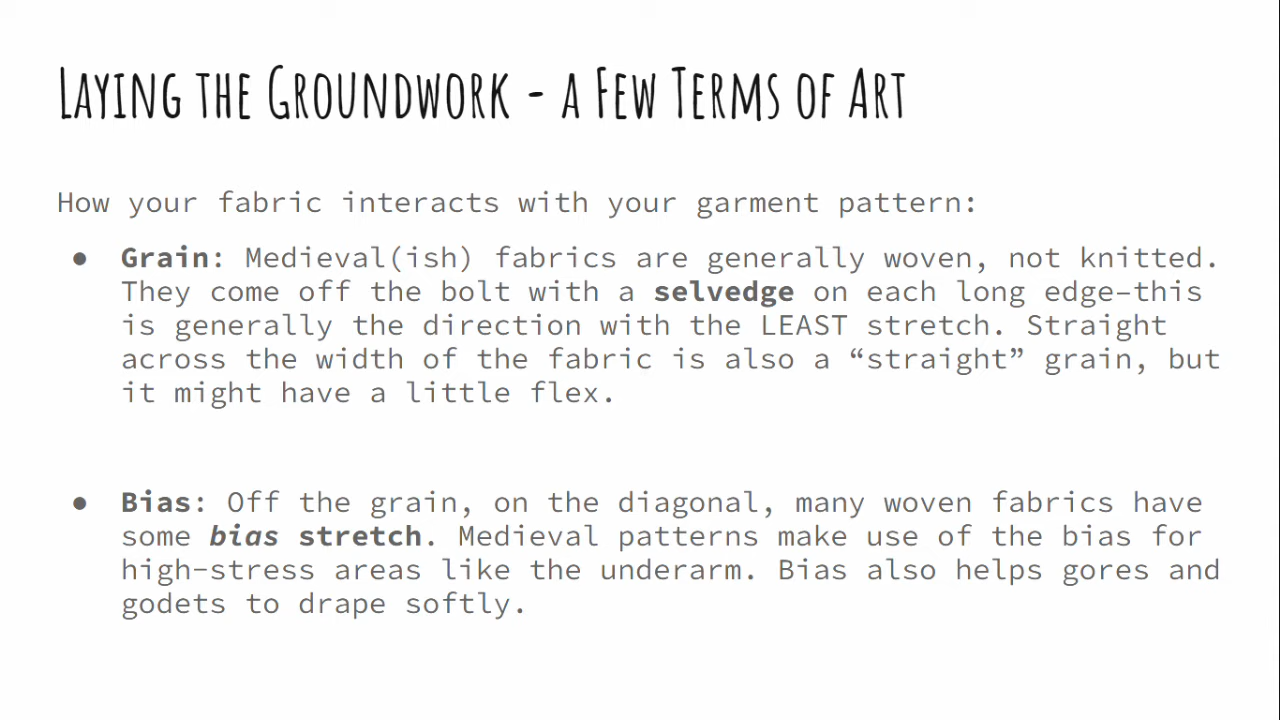 Laying the Groundwork - a Few Terms of Art
How your fabric interacts with your garment pattern:
● Grain: Medieval(ish) fabrics are generally woven, not knitted.
They come off the bolt with a selvedge on each long edge–this
is generally the direction with the LEAST stretch. Straight
across the width of the fabric is also a “straight” grain, but
it might have a little flex.
● Bias: Off the grain, on the diagonal, many woven fabrics have
some bias stretch. Medieval patterns make use of the bias for
high-stress areas like the underarm. Bias also helps gores and
godets to drape softly.